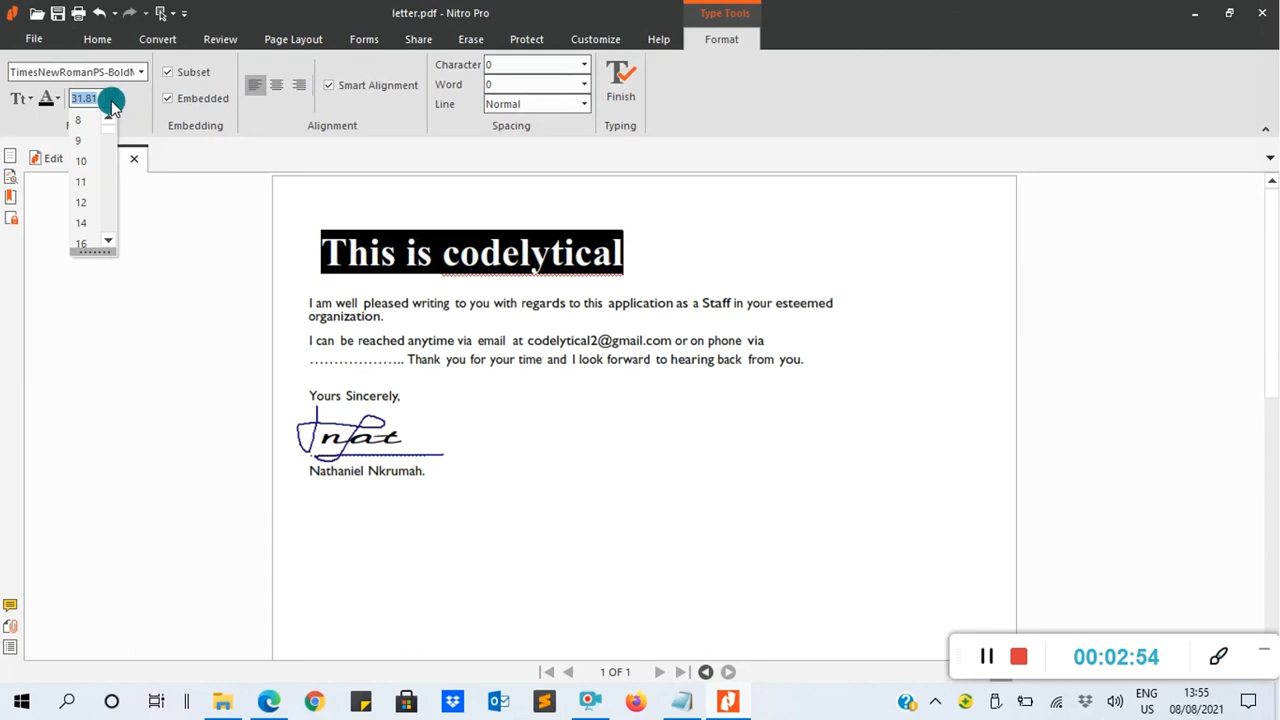 letter.pdf - Nitro Pro
Type Tools
File Home Convert Review Page Layout Forms Share Erase Protect Customize Help Format
TimesNewRomanPS-BoldM
Subset
Smart Alignment
Character 0
Word 0
Line Normal
Tt A 31.81
Embedded
Finish
Embedding Alignment Spacing Typing
8
9
10
11
12
14
16
Edit
This is codelytical
I am well pleased writing to you with regards to this application as a Staff in your esteemed
organization.
I can be reached anytime via email at codelytical2@gmail.com or on phone via
……………….. Thank you for your time and I look forward to hearing back from you.
Yours Sincerely,
nat
Nathaniel Nkrumah.
1 OF 1
00:02:54
ENG
US
13:55
08/08/2021